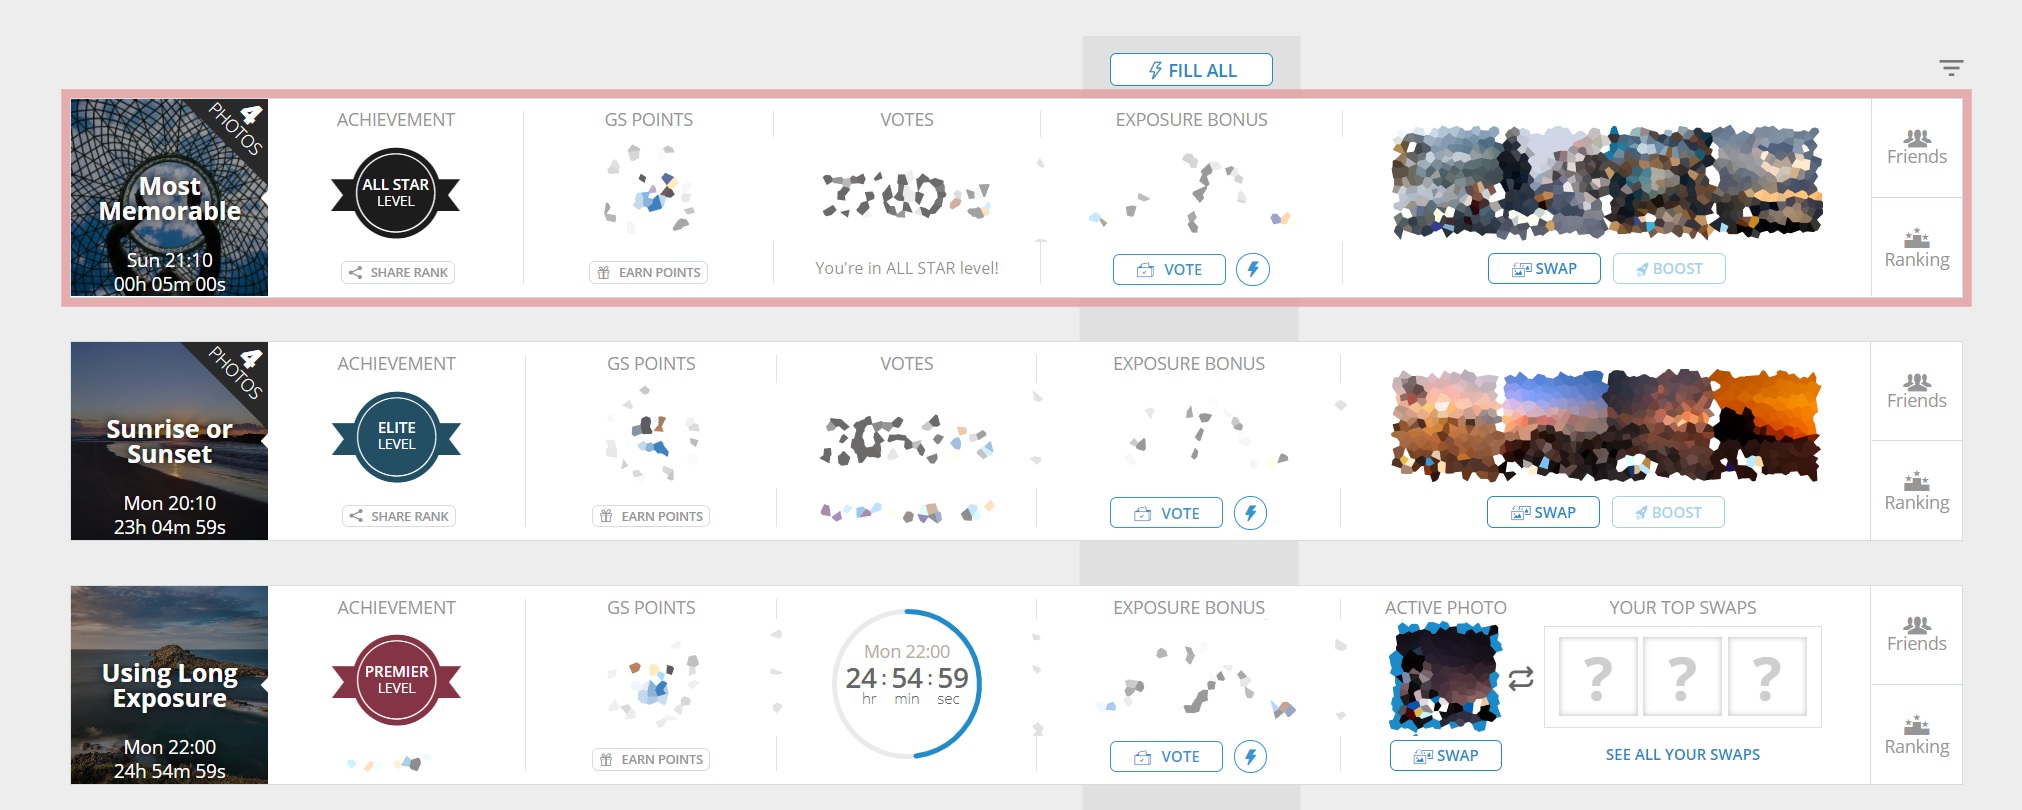 FILL ALL
4
PHOTOS
Most
Memorable
Sun 21:10
00h 05m 00s
ACHIEVEMENT
ALL STAR
LEVEL
SHARE RANK
GS POINTS
EARN POINTS
VOTES
You're in ALL STAR level!
EXPOSURE BONUS
VOTE
SWAP
BOOST
Friends
Ranking
4
PHOTOS
Sunrise or
Sunset
Mon 20:10
23h 04m 59s
ACHIEVEMENT
ELITE
LEVEL
SHARE RANK
GS POINTS
EARN POINTS
VOTES
EXPOSURE BONUS
VOTE
SWAP
BOOST
Friends
Ranking
Using Long
Exposure
Mon 22:00
24h 54m 59s
ACHIEVEMENT
PREMIER
LEVEL
GS POINTS
EARN POINTS
Mon 22:00
24 : 54 : 59
hr min sec
EXPOSURE BONUS
VOTE
ACTIVE PHOTO
SWAP
YOUR TOP SWAPS
? ? ?
SEE ALL YOUR SWAPS
Friends
Ranking